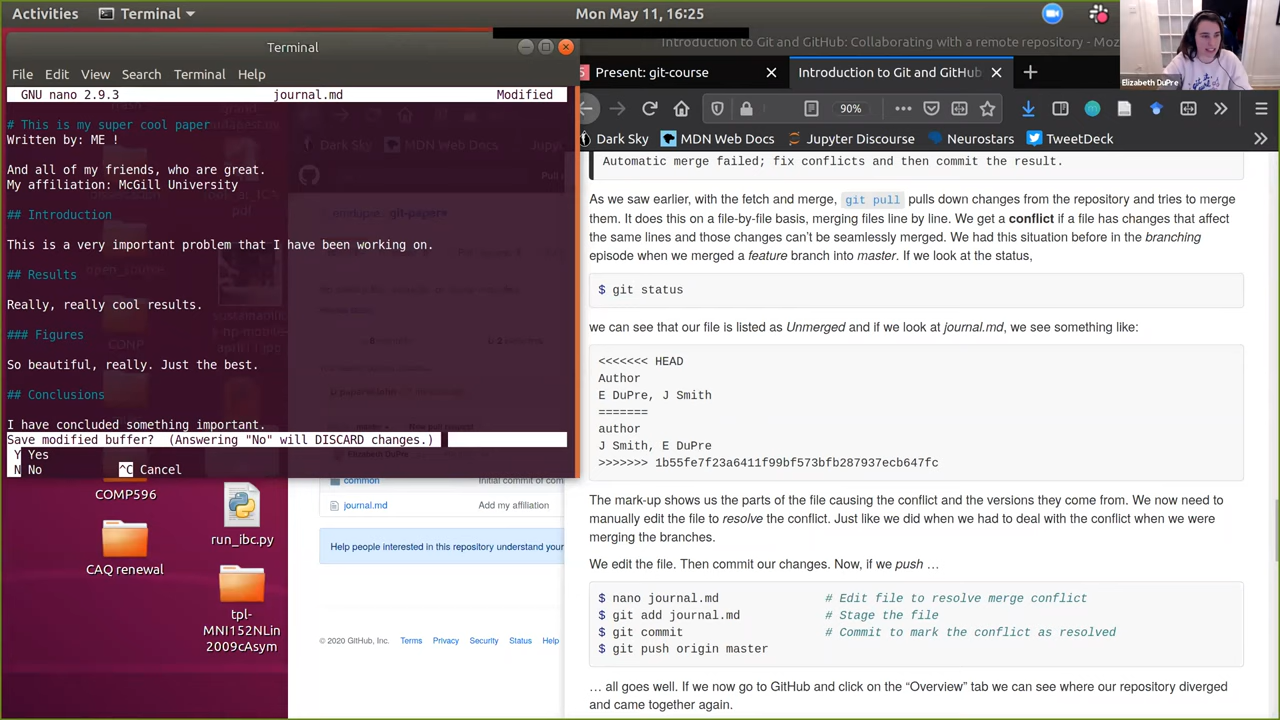 Activities
Terminal
Mon May 11, 16:25
Terminal
Introduction to Git and GitHub: Collaborating with a remote repository - Moz
File Edit View Search Terminal Help
Present: git-course
Introduction to Git and GitHub
Elizabeth DuPre
GNU nano 2.9.3 journal.md Modified
90%
# This is my super cool paper
Written by: ME !
Dark Sky MDN Web Docs Jupyter Discourse Neurostars TweetDeck
And all of my friends, who are great.
My affiliation: McGill University
## Introduction
This is a very important problem that I have been working on.
## Results
Really, really cool results.
### Figures
So beautiful, really. Just the best.
## Conclusions
I have concluded something important.
Save modified buffer? (Answering "No" will DISCARD changes.)
Y Yes
N No ^C Cancel
COMP596
CAQ renewal
run_ibc.py
tpl-
MNI152NLin
2009cAsym
common Initial commit of com
journal.md Add my affiliation
Help people interested in this repository understand your
© 2020 GitHub, Inc. Terms Privacy Security Status Help
Automatic merge failed; fix conflicts and then commit the result.
As we saw earlier, with the fetch and merge, git pull pulls down changes from the repository and tries to merge
them. It does this on a file-by-file basis, merging files line by line. We get a conflict if a file has changes that affect
the same lines and those changes can't be seamlessly merged. We had this situation before in the branching
episode when we merged a feature branch into master. If we look at the status,
$ git status
we can see that our file is listed as Unmerged and if we look at journal.md, we see something like:
<<<<<<< HEAD
Author
E DuPre, J Smith
=======
author
J Smith, E DuPre
>>>>>>> 1b55fe7f23a6411f99bf573bfb287937ecb647fc
The mark-up shows us the parts of the file causing the conflict and the versions they come from. We now need to
manually edit the file to resolve the conflict. Just like we did when we had to deal with the conflict when we were
merging the branches.
We edit the file. Then commit our changes. Now, if we push …
$ nano journal.md # Edit file to resolve merge conflict
$ git add journal.md # Stage the file
$ git commit # Commit to mark the conflict as resolved
$ git push origin master
… all goes well. If we now go to GitHub and click on the “Overview” tab we can see where our repository diverged
and came together again.